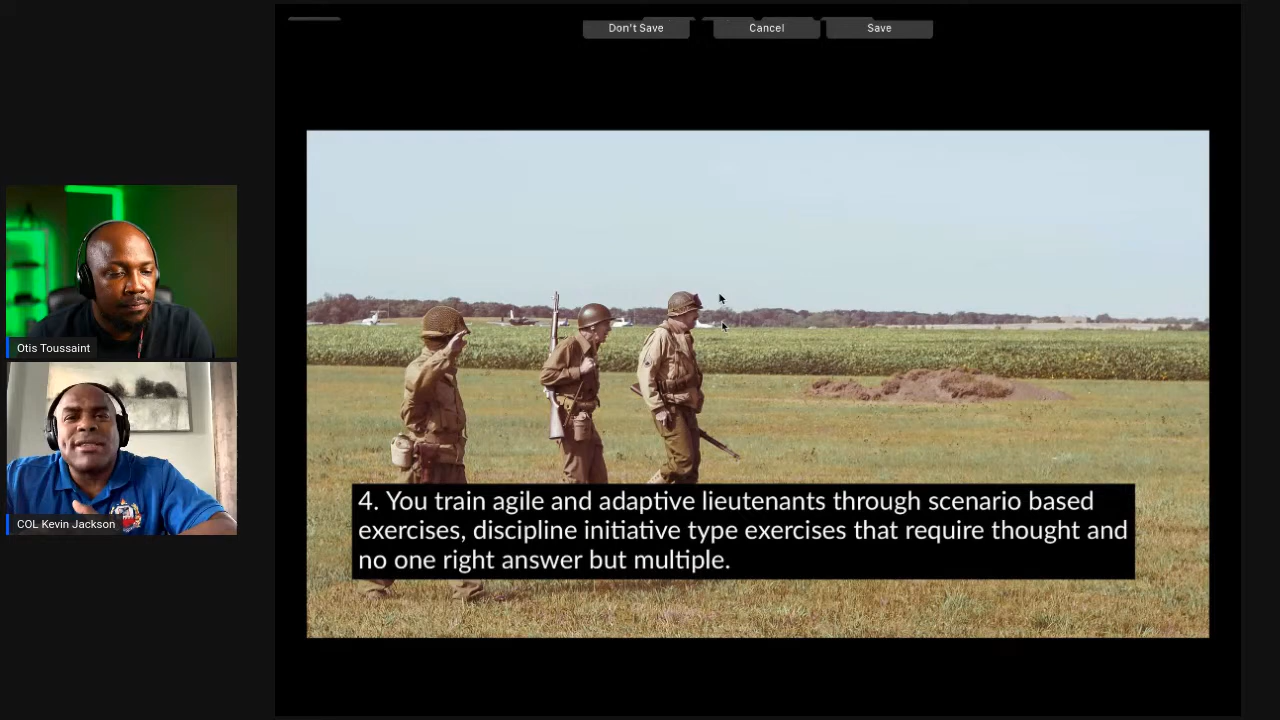 Don't Save
Cancel
Save
Otis Toussaint
COL Kevin Jackson
4. You train agile and adaptive lieutenants through scenario based
exercises, discipline initiative type exercises that require thought and
no one right answer but multiple.